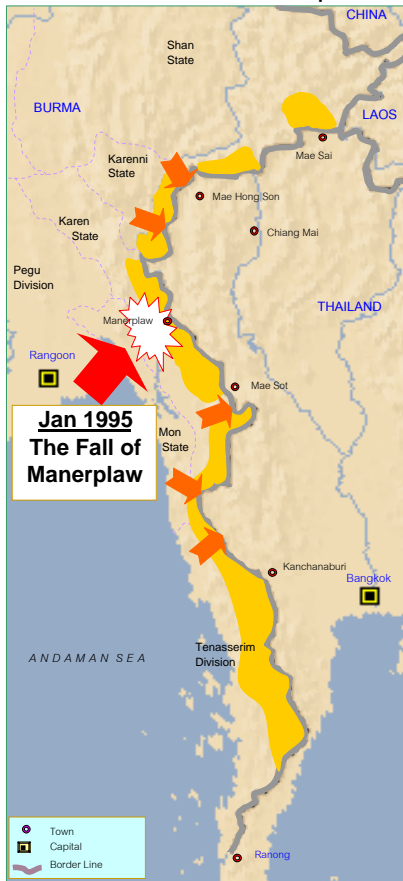 CHINA
Shan
State
BURMA
LAOS
Karenni
State
Mae Sai
Mae Hong Son
Karen
State
Chiang Mai
Pegu
Division
THAILAND
Manerplaw
Rangoon
Mae Sot
Jan 1995
The Fall of
Manerplaw
Mon
State
Kanchanaburi
Bangkok
ANDAMAN SEA
Tenasserim
Division
Town
Capital
Border Line
Ranong